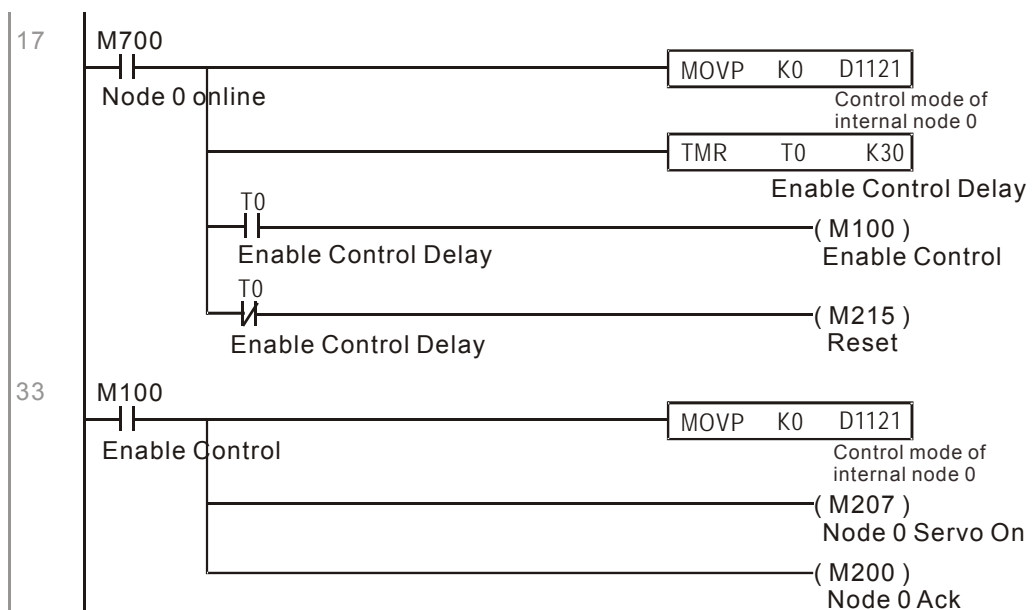 17
M700
Node 0 online
MOVP K0 D1121
Control mode of
internal node 0
TMR T0 K30
Enable Control Delay
T0
Enable Control Delay
( M100 )
Enable Control
T0
Enable Control Delay
( M215 )
Reset
33
M100
Enable Control
MOVP K0 D1121
Control mode of
internal node 0
( M207 )
Node 0 Servo On
( M200 )
Node 0 Ack